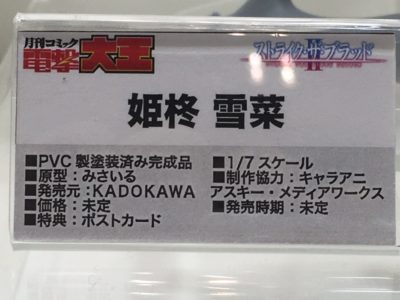 月刊コミック
電撃大王
ストライク・ザ・ブラッドII
姫柊 雪菜
■PVC 製塗装済み完成品
■原型：みさいる
■発売元：KADOKAWA
■価格：未定
■特典：ポストカード
■1/7 スケール
■制作協力：キャラアニ
アスキー・メディアワークス
■発売時期：未定